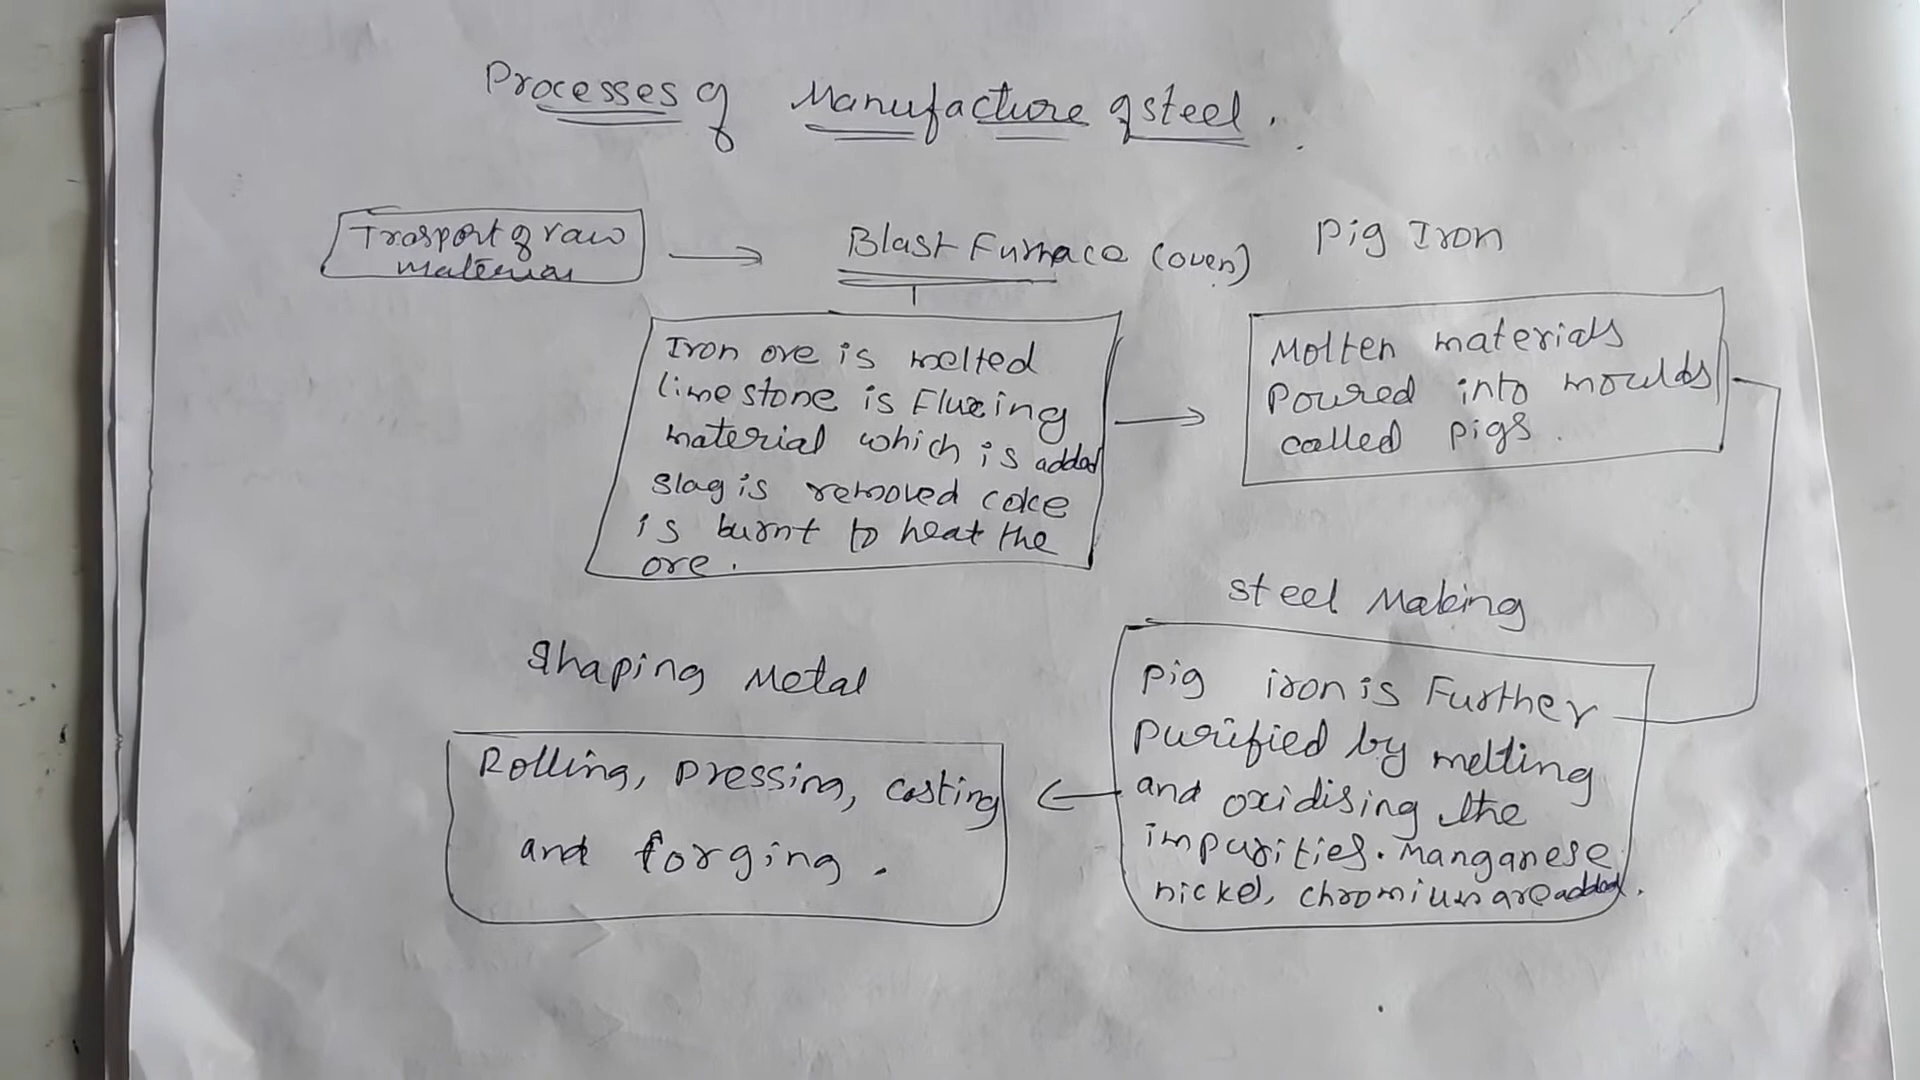 Processes of Manufacture of steel.
Trasport of raw
material
Blast Furnace (oven)
Pig Iron
Iron ore is melted
limestone is Fluxing
material which is added
slag is removed coke
is burnt to heat the
ore.
Molten materials
Poured into moulds
called pigs.
Steel Making
Pig iron is Further
purified by melting
and oxidising the
impurities. Manganese
nickel, chromium are added.
Shaping Metal
Rolling, pressing, casting
and forging.